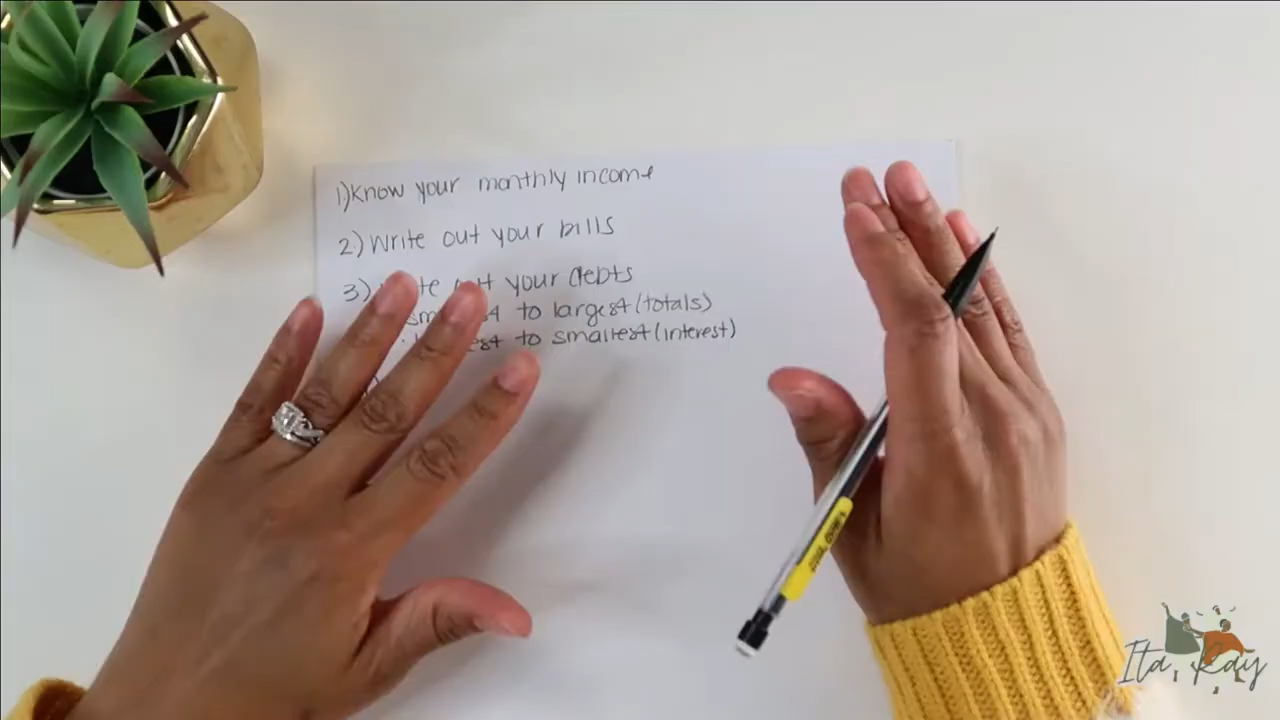 1) Know your monthly income
2.) Write out your bills
3) out your debts
to largest (totals)
to smallest (interest)
Ita Kay